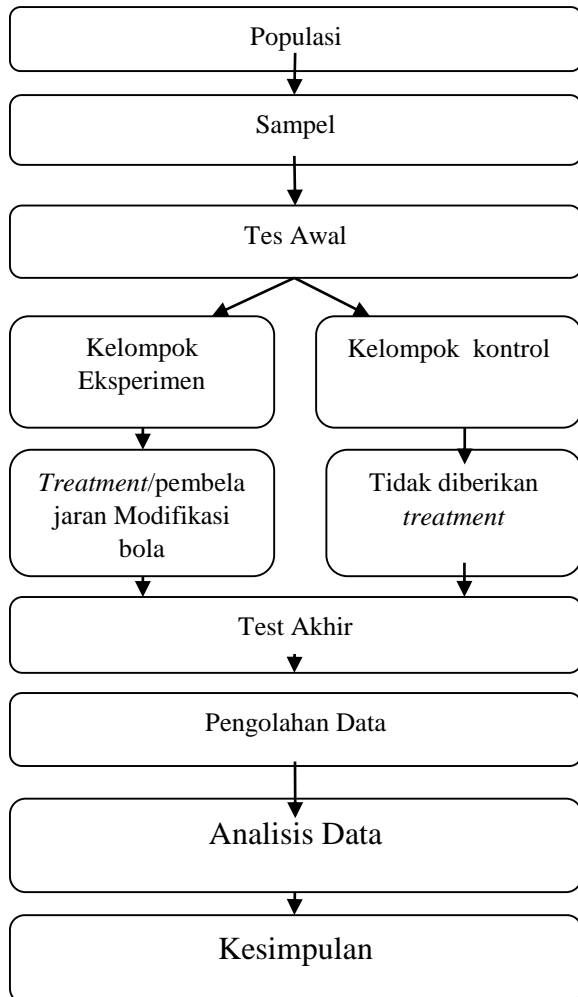 Populasi
Sampel
Tes Awal
Kelompok
Eksperimen
Kelompok kontrol
Treatment/pembela
jaran Modifikasi
bola
Tidak diberikan
treatment
Test Akhir
Pengolahan Data
Analisis Data
Kesimpulan